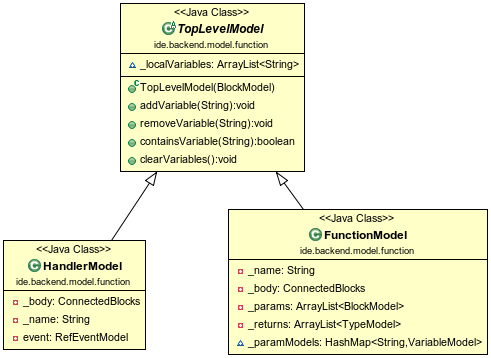 <<Java Class>>
TopLevelModel
ide.backend.model.function
_localVariables: ArrayList<String>
TopLevelModel(BlockModel)
addVariable(String):void
removeVariable(String):void
containsVariable(String):boolean
clearVariables():void
<<Java Class>>
HandlerModel
ide.backend.model.function
_body: ConnectedBlocks
_name: String
event: RefEventModel
<<Java Class>>
FunctionModel
ide.backend.model.function
_name: String
_body: ConnectedBlocks
_params: ArrayList<BlockModel>
_returns: ArrayList<TypeModel>
_paramModels: HashMap<String,VariableModel>